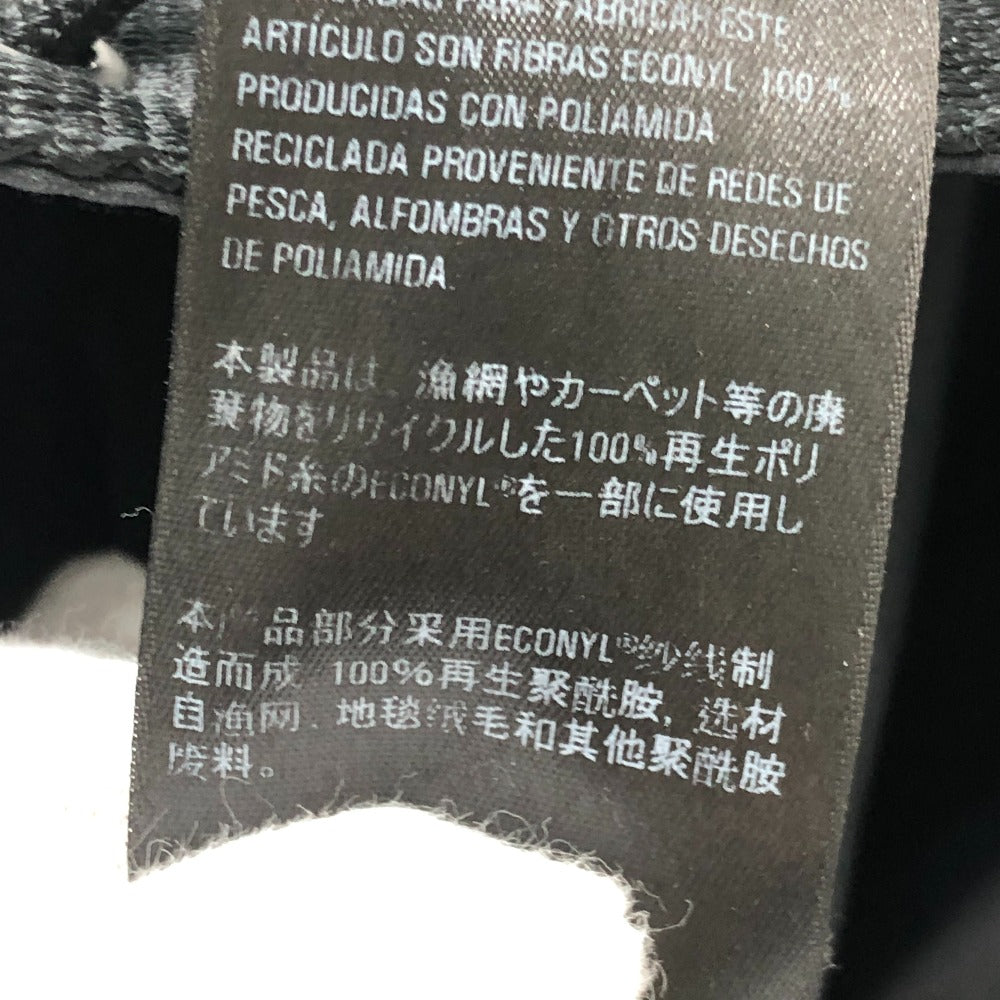 PARA FABRICAR ESTE
ARTÍCULO SON FIBRAS ECONYL 100 %
PRODUCIDAS CON POLIAMIDA
RECICLADA PROVENIENTE DE REDES DE
PESCA, ALFOMBRAS Y OTROS DESECHOS
DE POLIAMIDA.
本製品は、漁網やカーペット等の廃
棄物をリサイクルした100%再生ポリ
アミド糸のECONYL®を一部に使用し
ています
本产品部分采用ECONYL®纱线制
造而成 100%再生聚酰胺, 选材
自渔网、地毯绒毛和其他聚酰胺
废料。